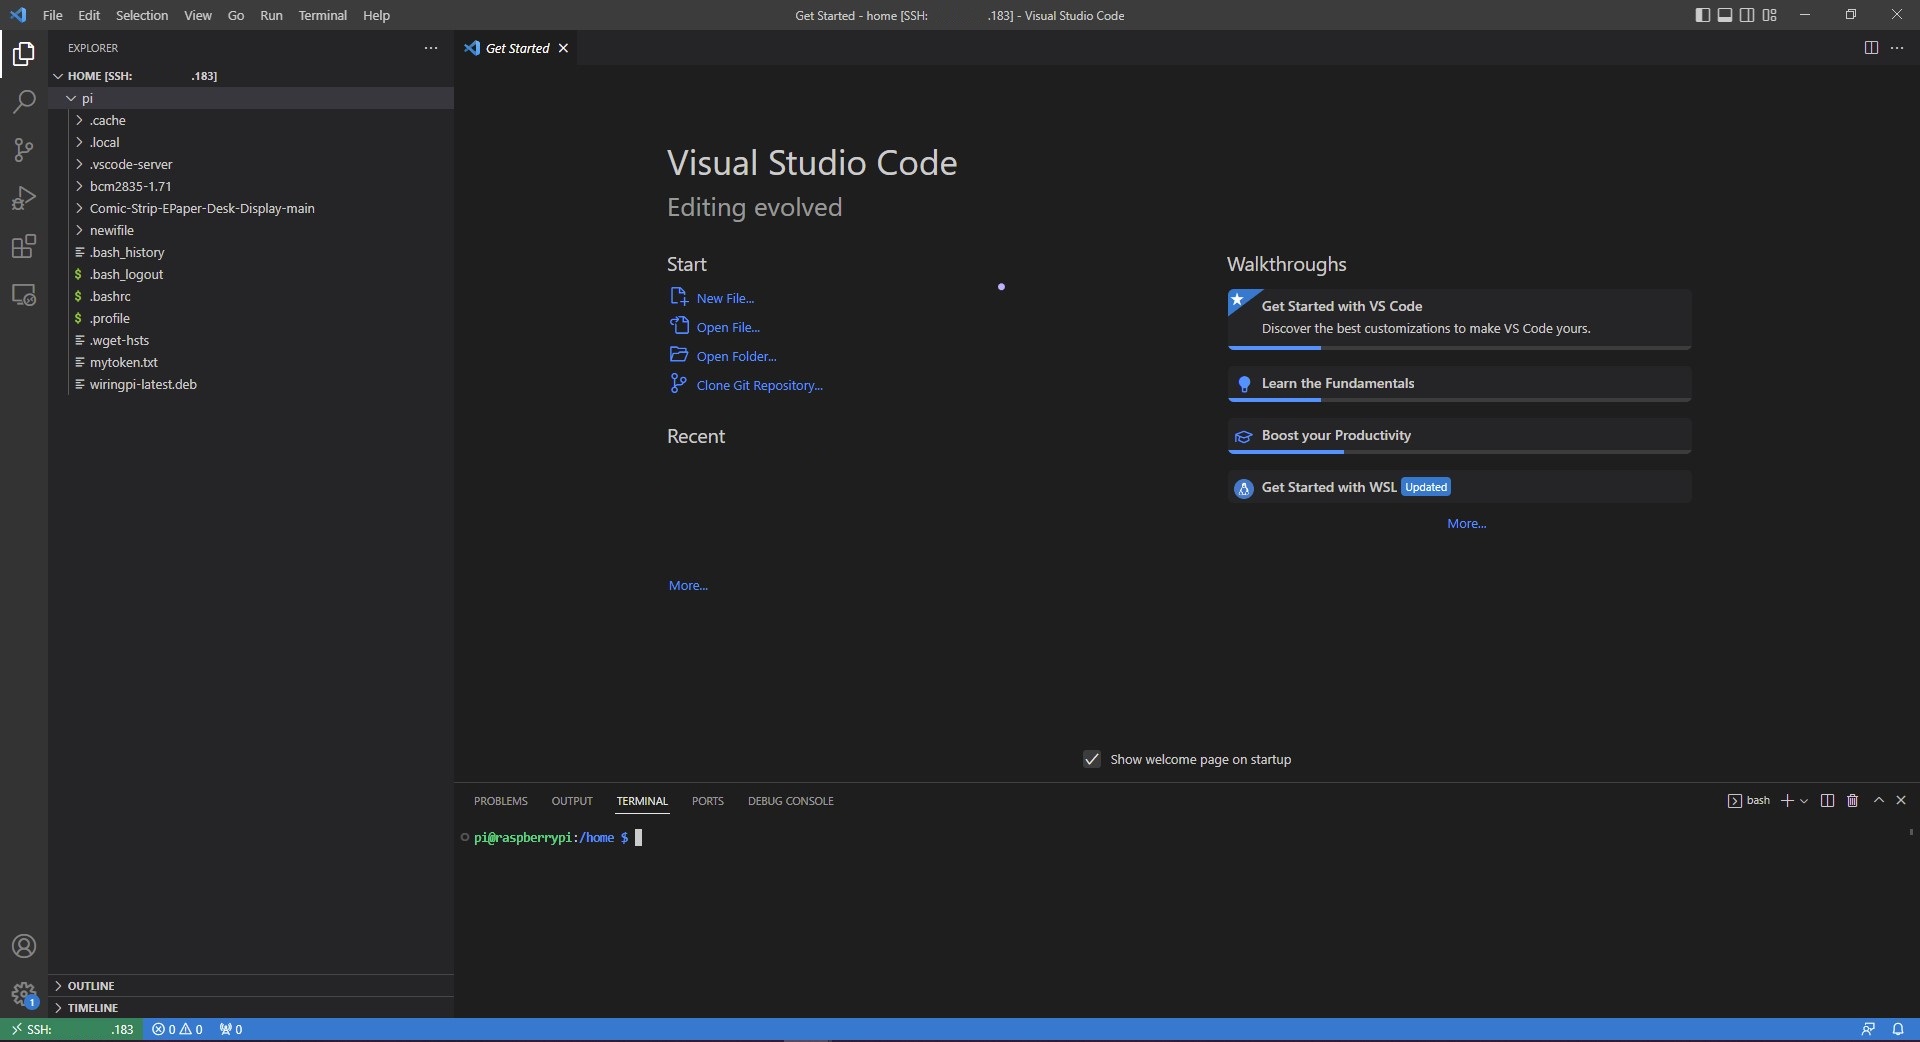 File Edit Selection View Go Run Terminal Help
Get Started - home [SSH: .183] - Visual Studio Code
EXPLORER
HOME [SSH: .183]
pi
.cache
.local
.vscode-server
bcm2835-1.71
Comic-Strip-EPaper-Desk-Display-main
newifile
.bash_history
$ .bash_logout
$ .bashrc
$ .profile
.wget-hsts
mytoken.txt
wiringpi-latest.deb
OUTLINE
TIMELINE
Get Started
Visual Studio Code
Editing evolved
Start
New File...
Open File...
Open Folder...
Clone Git Repository...
Recent
More...
Walkthroughs
Get Started with VS Code
Discover the best customizations to make VS Code yours.
Learn the Fundamentals
Boost your Productivity
Get Started with WSL Updated
More...
Show welcome page on startup
PROBLEMS OUTPUT TERMINAL PORTS DEBUG CONSOLE
bash
pi@raspberrypi:/home $
1
SSH: .183 0 0 0